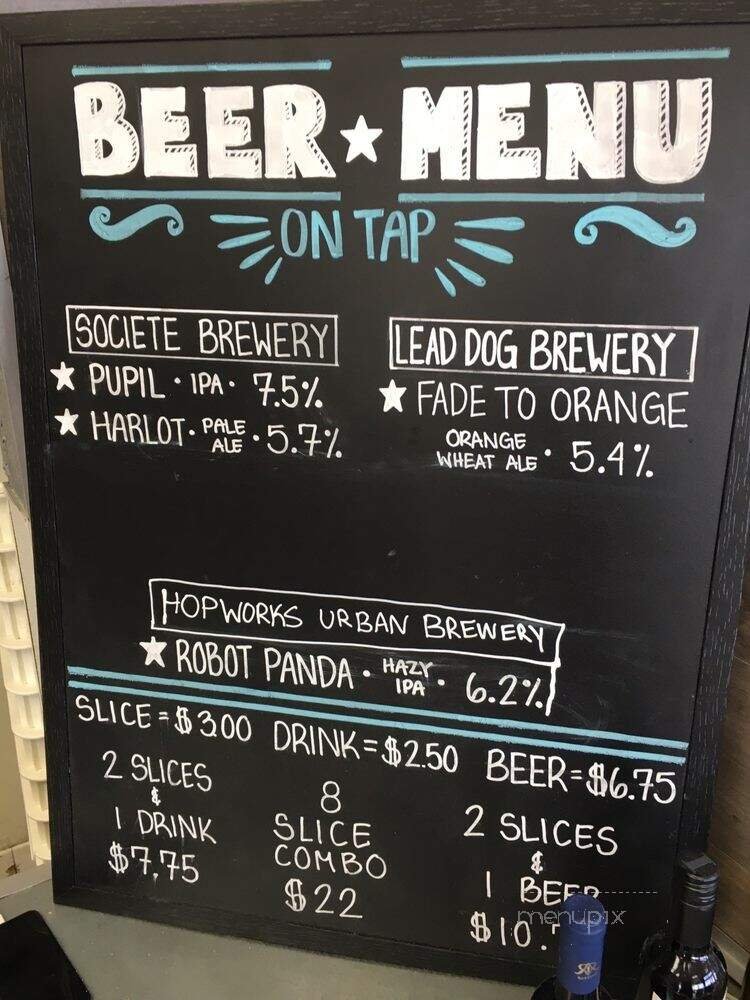 BEER ★ MENU
ON TAP
SOCIETE BREWERY
★ PUPIL · IPA · 7.5%
★ HARLOT · PALE ALE · 5.7%
LEAD DOG BREWERY
★ FADE TO ORANGE
ORANGE WHEAT ALE · 5.4%
HOPWORKS URBAN BREWERY
★ ROBOT PANDA · HAZY IPA · 6.2%
SLICE = $3.00 DRINK = $2.50 BEER = $6.75
2 SLICES
&
1 DRINK
$7.75
8
SLICE
COMBO
$22
2 SLICES
&
1 BEER
$10.
menupix